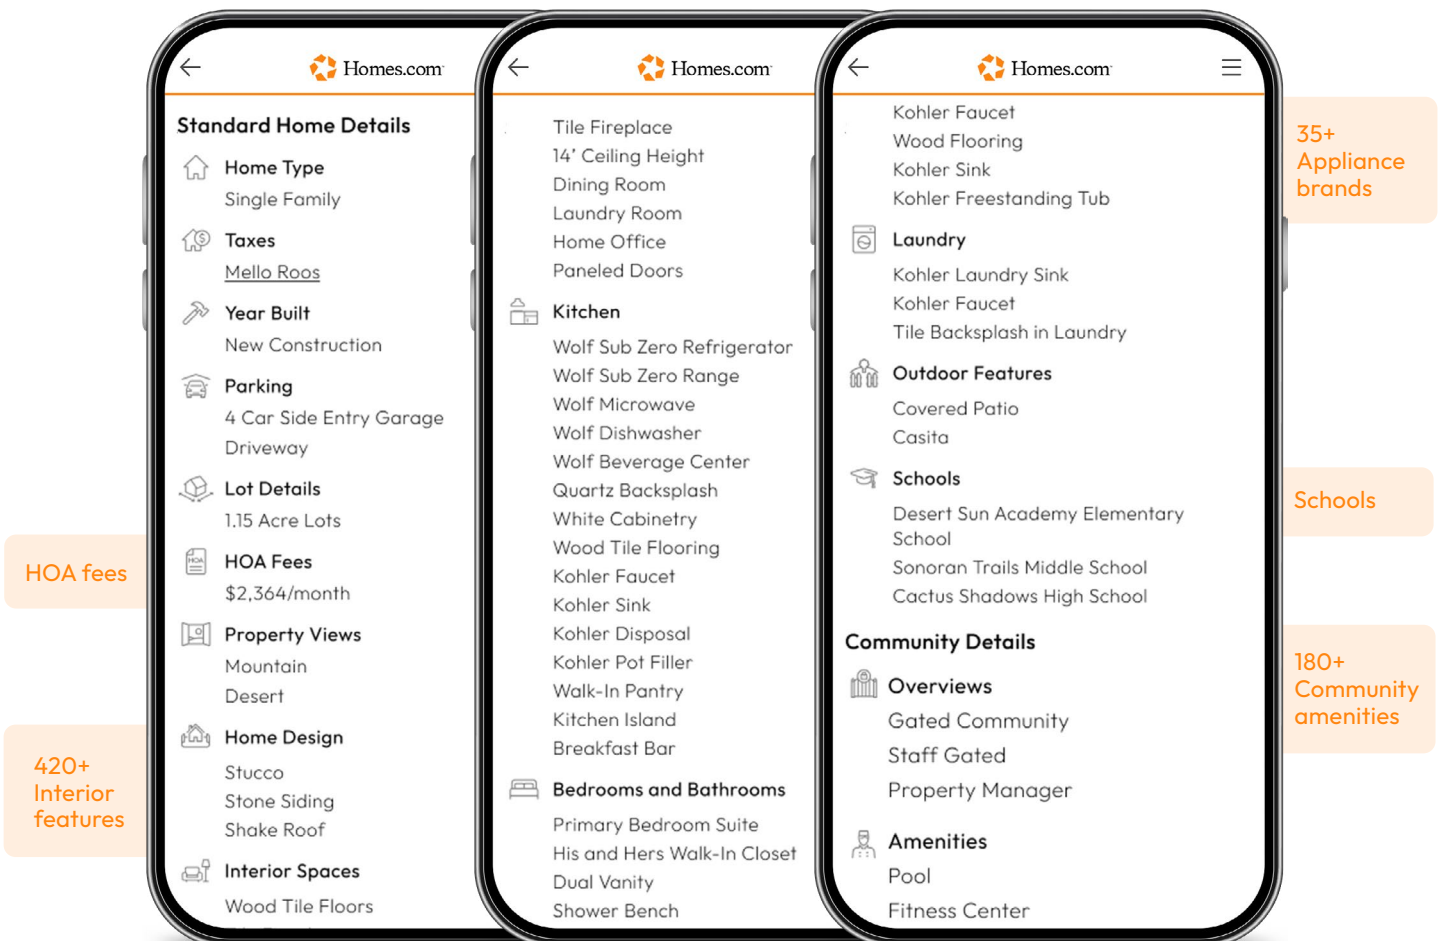 HOA fees
420+
Interior
features
Homes.com
Standard Home Details
Home Type
Single Family
Taxes
Mello Roos
Year Built
New Construction
Parking
4 Car Side Entry Garage
Driveway
Lot Details
1.15 Acre Lots
HOA
HOA Fees
$2,364/month
Property Views
Mountain
Desert
Home Design
Stucco
Stone Siding
Shake Roof
Interior Spaces
Wood Tile Floors
Homes.com
Tile Fireplace
14' Ceiling Height
Dining Room
Laundry Room
Home Office
Paneled Doors
Kitchen
Wolf Sub Zero Refrigerator
Wolf Sub Zero Range
Wolf Microwave
Wolf Dishwasher
Wolf Beverage Center
Quartz Backsplash
White Cabinetry
Wood Tile Flooring
Kohler Faucet
Kohler Sink
Kohler Disposal
Kohler Pot Filler
Walk-In Pantry
Kitchen Island
Breakfast Bar
Bedrooms and Bathrooms
Primary Bedroom Suite
His and Hers Walk-In Closet
Dual Vanity
Shower Bench
Homes.com
Kohler Faucet
Wood Flooring
Kohler Sink
Kohler Freestanding Tub
Laundry
Kohler Laundry Sink
Kohler Faucet
Tile Backsplash in Laundry
Outdoor Features
Covered Patio
Casita
Schools
Desert Sun Academy Elementary
School
Sonoran Trails Middle School
Cactus Shadows High School
Community Details
Overviews
Gated Community
Staff Gated
Property Manager
Amenities
Pool
Fitness Center
35+
Appliance
brands
Schools
180+
Community
amenities